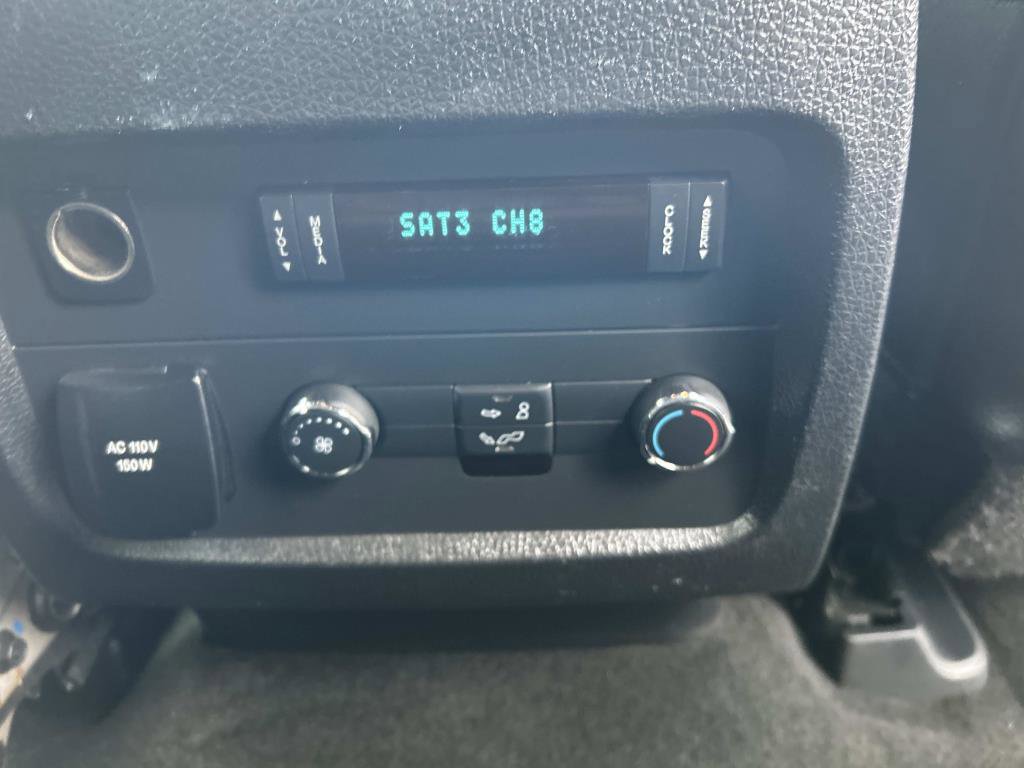 VOL
MEDIA
SAT3 CH8
CLOCK
SEEK
AC 110V
150W